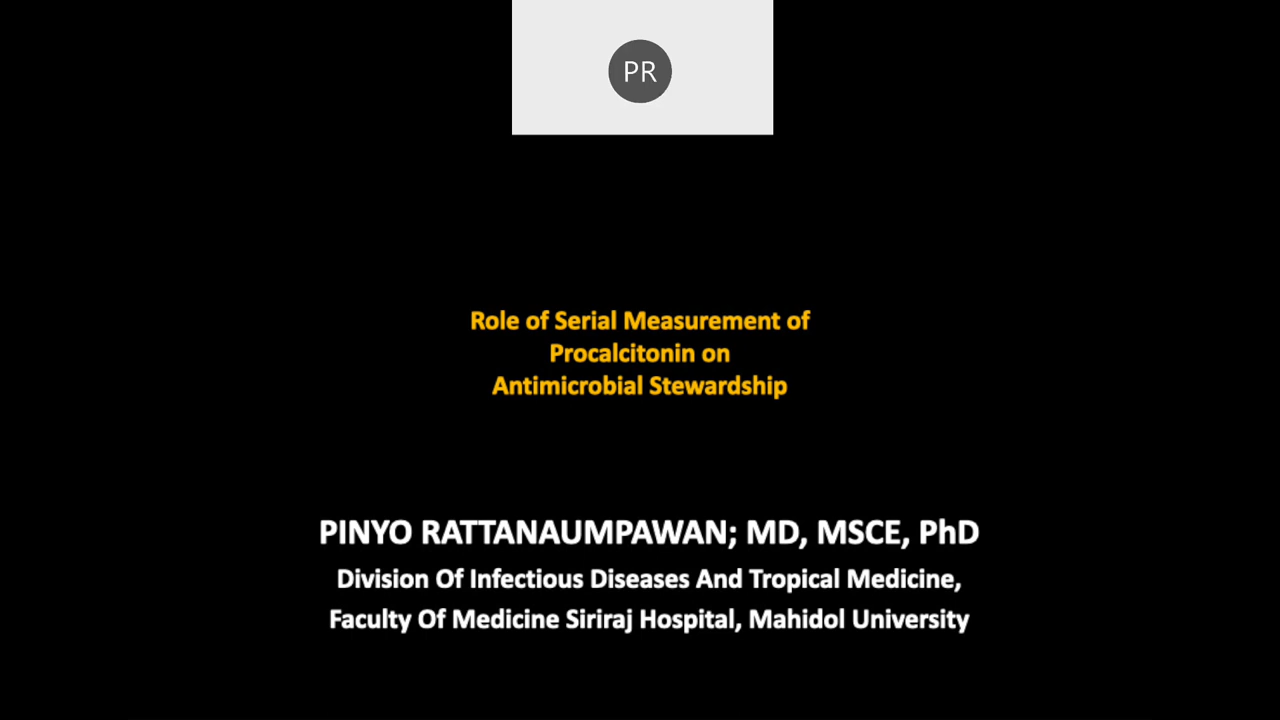 PR
Role of Serial Measurement of
Procalcitonin on
Antimicrobial Stewardship
PINYO RATTANAUMPAWAN; MD, MSCE, PhD
Division Of Infectious Diseases And Tropical Medicine,
Faculty Of Medicine Siriraj Hospital, Mahidol University